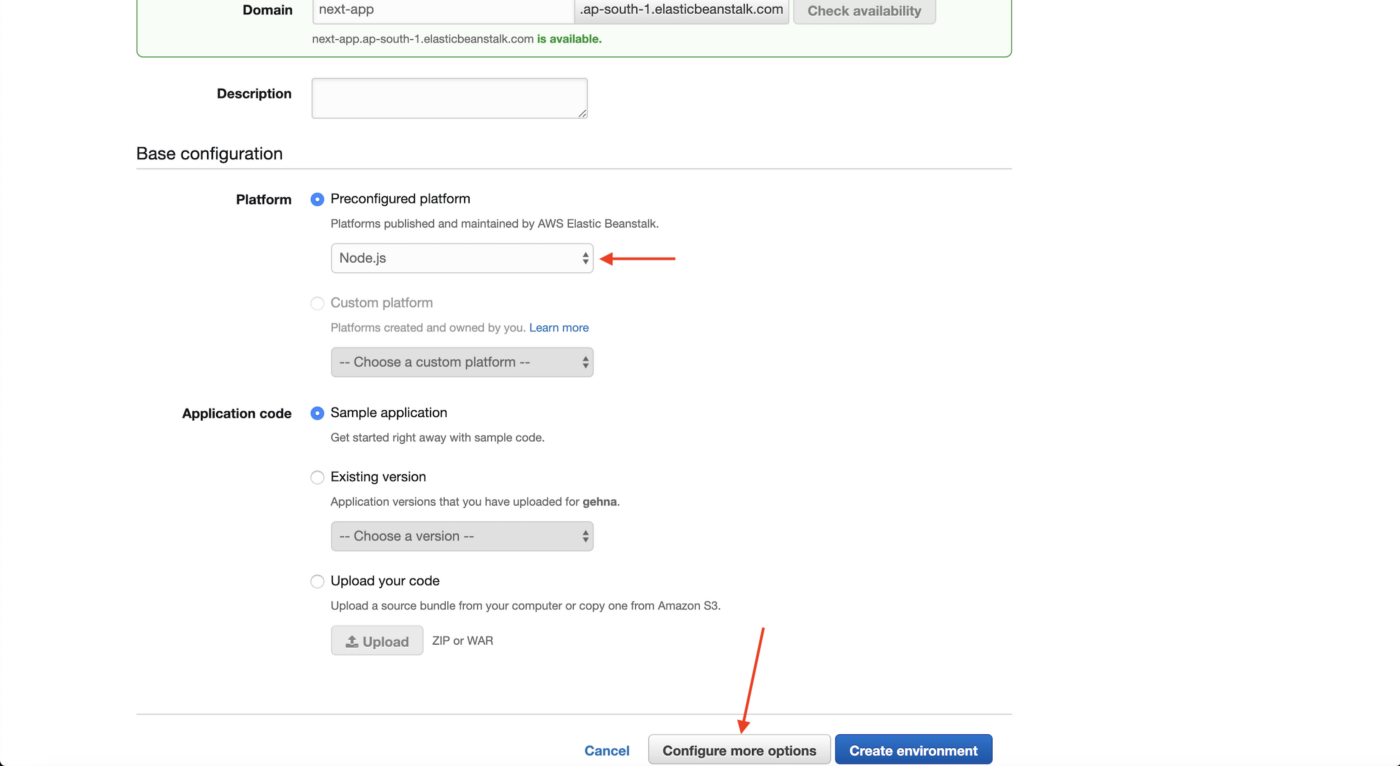 Domain next-app .ap-south-1.elasticbeanstalk.com Check availability
next-app.ap-south-1.elasticbeanstalk.com is available.
Description
Base configuration
Platform Preconfigured platform
Platforms published and maintained by AWS Elastic Beanstalk.
Node.js
Custom platform
Platforms created and owned by you. Learn more
-- Choose a custom platform --
Application code Sample application
Get started right away with sample code.
Existing version
Application versions that you have uploaded for gehna.
-- Choose a version --
Upload your code
Upload a source bundle from your computer or copy one from Amazon S3.
Upload ZIP or WAR
Cancel Configure more options Create environment